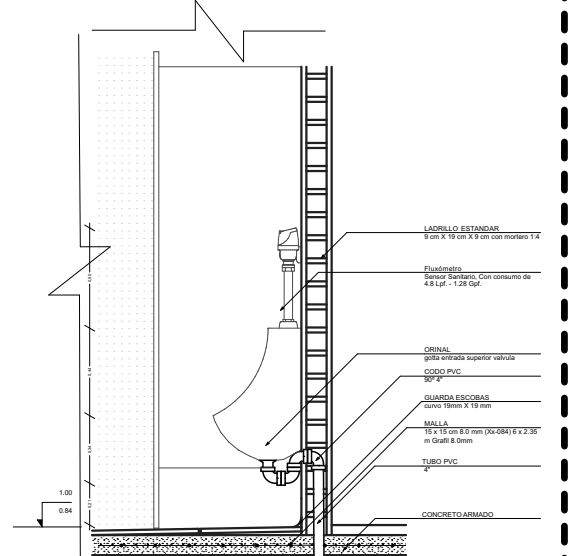 LADRILLO ESTANDAR
9 cm X 19 cm X 9 cm con mortero 1:4
Fluxómetro
Sensor Sanitario, Con consumo de
4.8 Lpf. - 1.28 Gpf.
ORINAL
gotta entrada superior valvula
CODO PVC
90° 4"
GUARDA ESCOBAS
curvo 19mm X 19 mm
MALLA
15 x 15 cm 8.0 mm (Xx-084) 6 x 2.35
m Grafil 8.0mm
TUBO PVC
4"
CONCRETO ARMADO
1.00
0.84